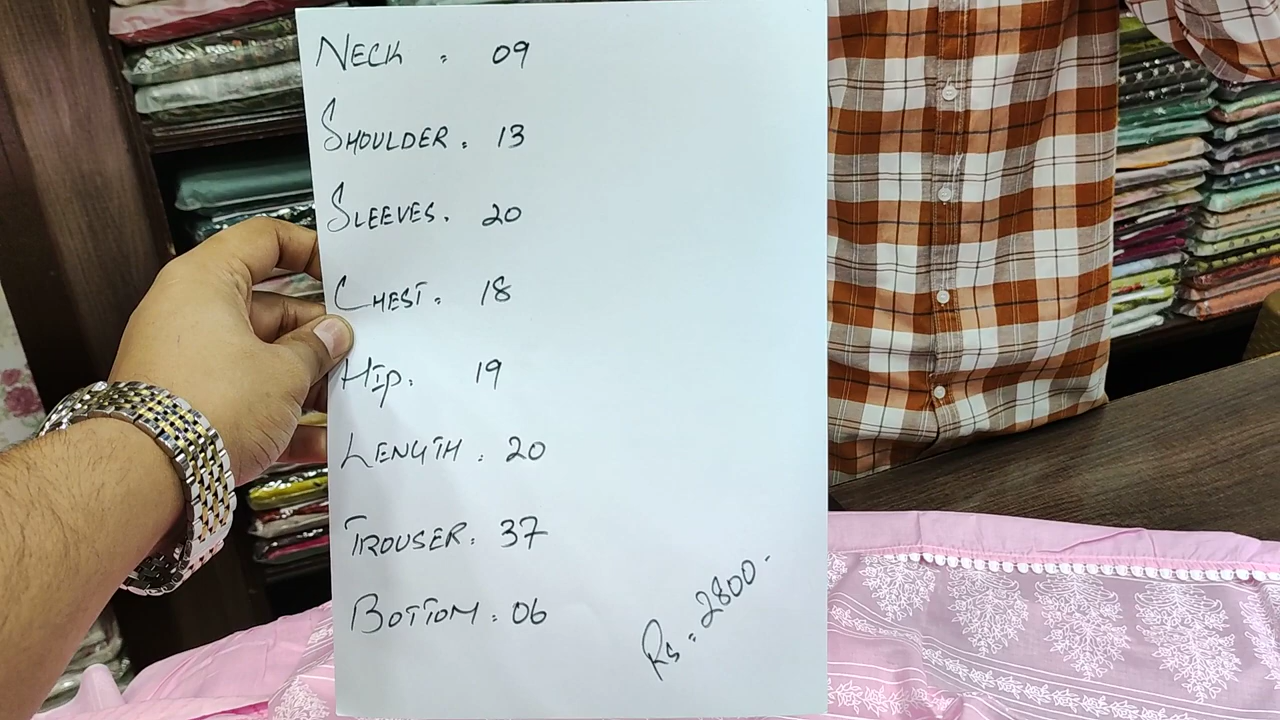 NECK : 09
SHOULDER : 13
SLEEVES. 20
CHEST : 18
HIP. 19
LENGTH : 20
TROUSER : 37
BOTTOM : 06
Rs : 2800-